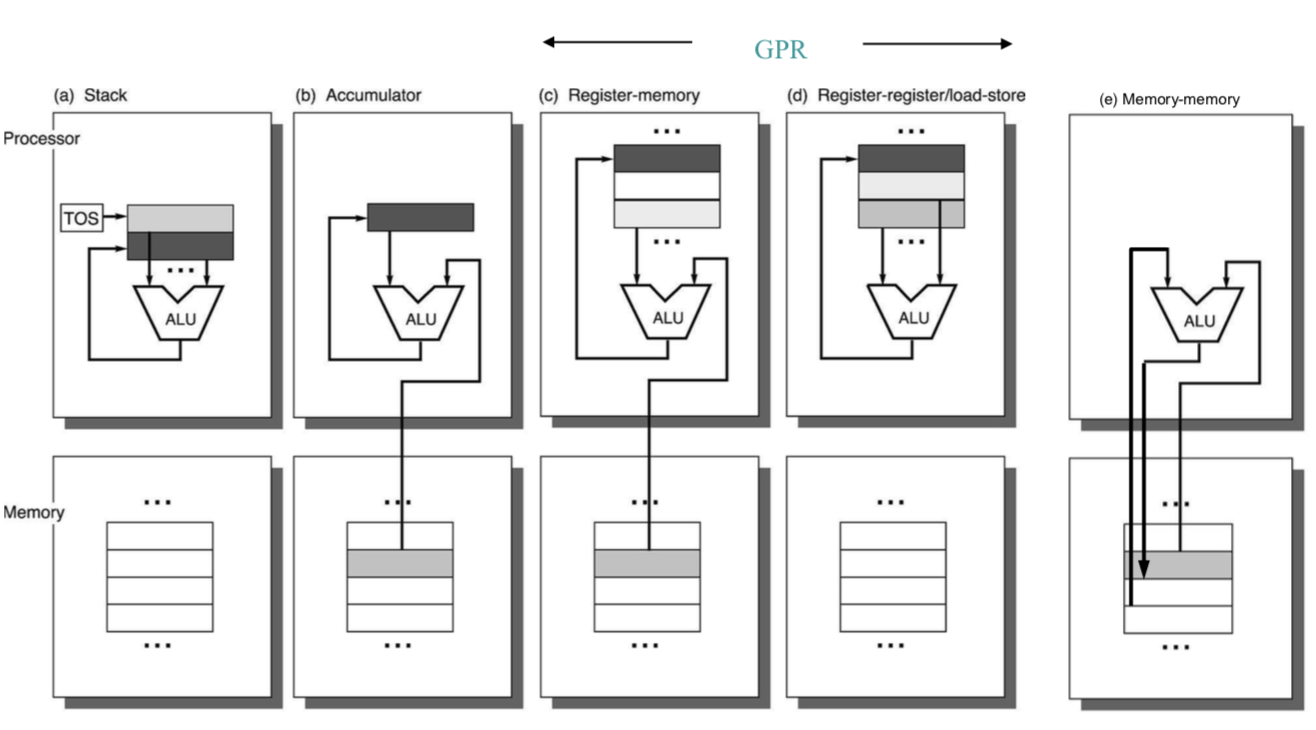 GPR
(a) Stack
(b) Accumulator
(c) Register-memory
(d) Register-register/load-store
(e) Memory-memory
Processor
...
...
TOS
...
...
...
ALU
ALU
ALU
ALU
ALU
Memory
...
...
...
...
...
...
...
...
...
...